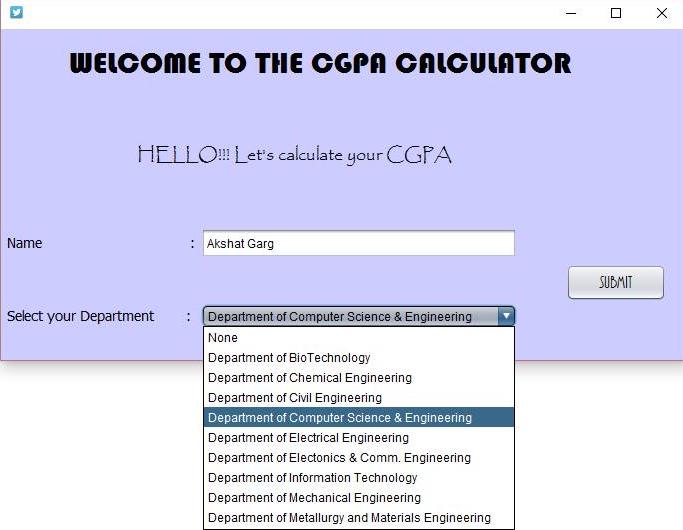 WELCOME TO THE CGPA CALCULATOR
HELLO!!! Let's calculate your CGPA
Name : Akshat Garg
SUBMIT
Select your Department : Department of Computer Science & Engineering
None
Department of BioTechnology
Department of Chemical Engineering
Department of Civil Engineering
Department of Computer Science & Engineering
Department of Electrical Engineering
Department of Electonics & Comm. Engineering
Department of Information Technology
Department of Mechanical Engineering
Department of Metallurgy and Materials Engineering